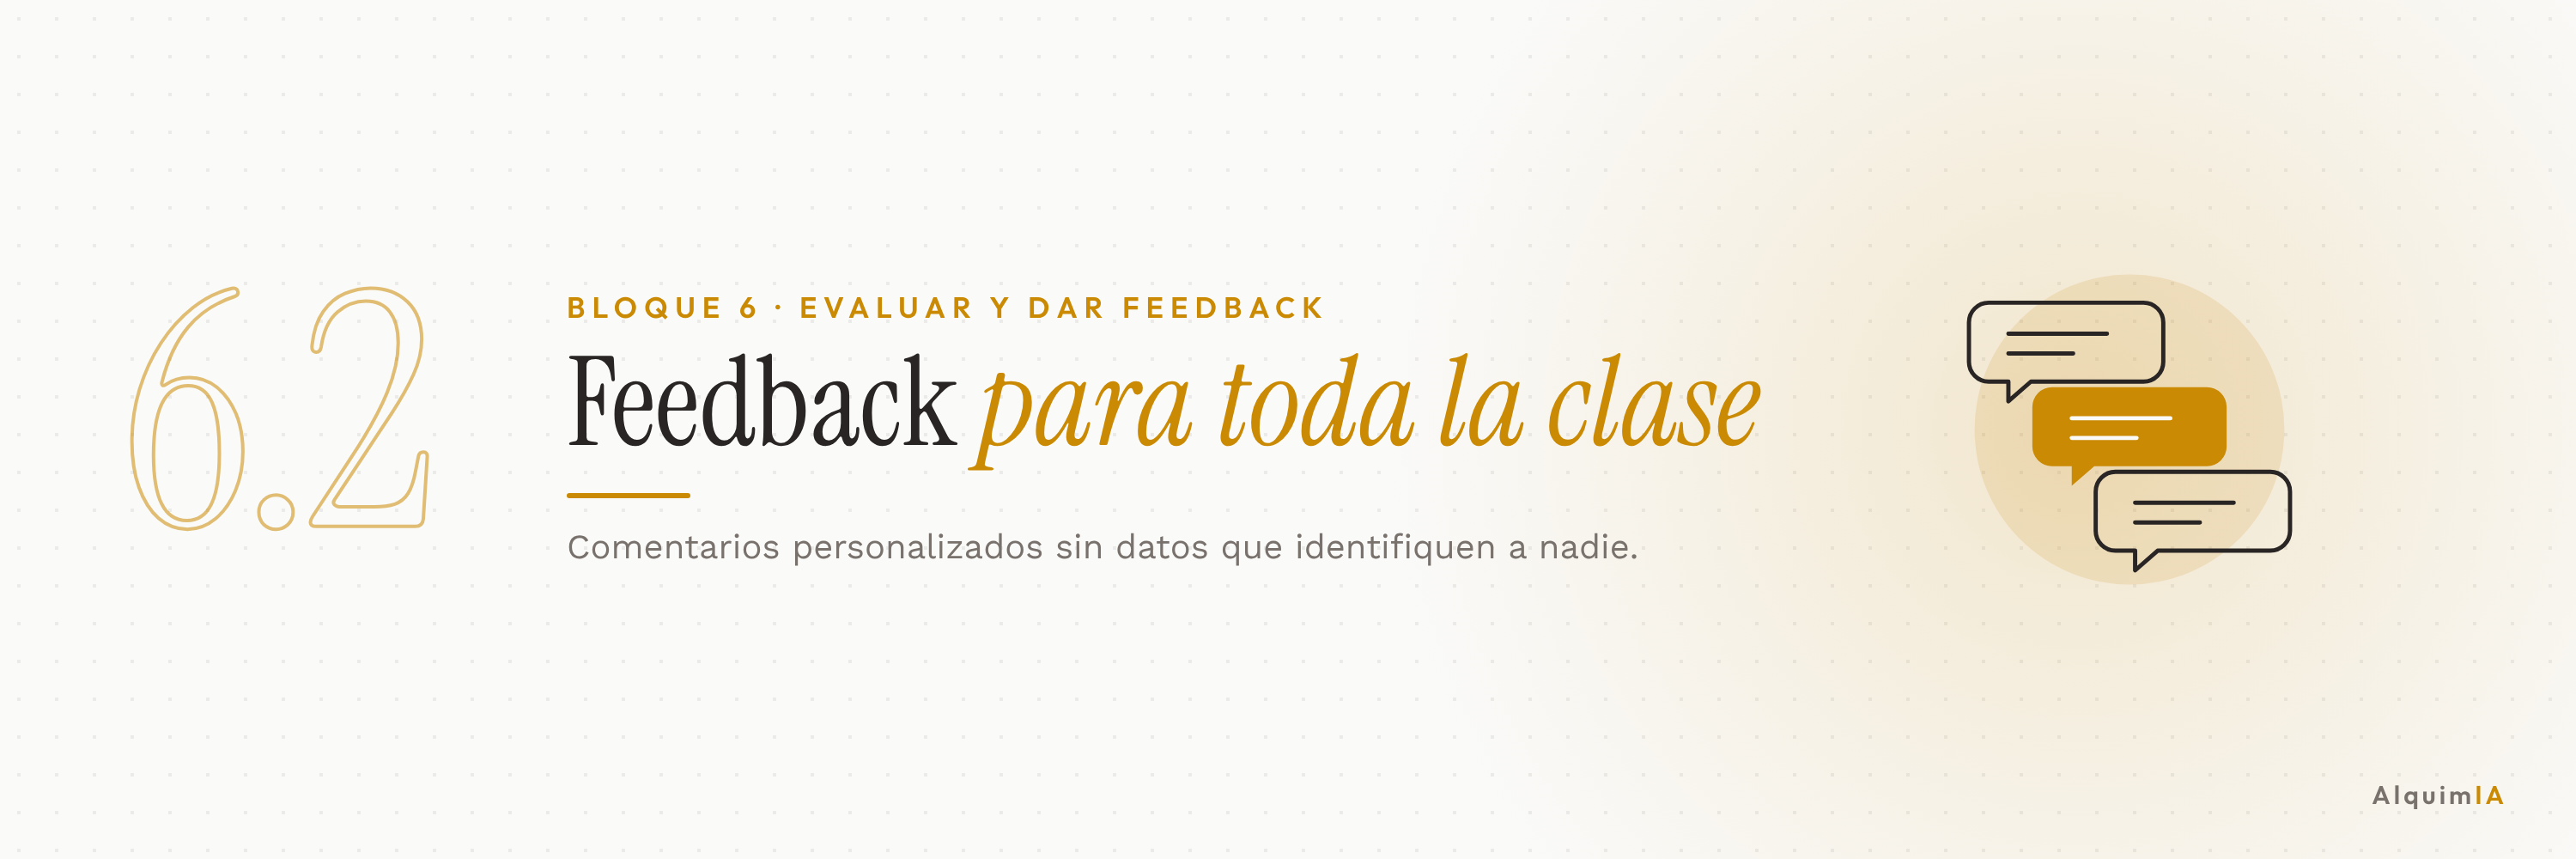 6.2
BLOQUE 6 · EVALUAR Y DAR FEEDBACK
Feedback para toda la clase
Comentarios personalizados sin datos que identifiquen a nadie.
AlquimIA